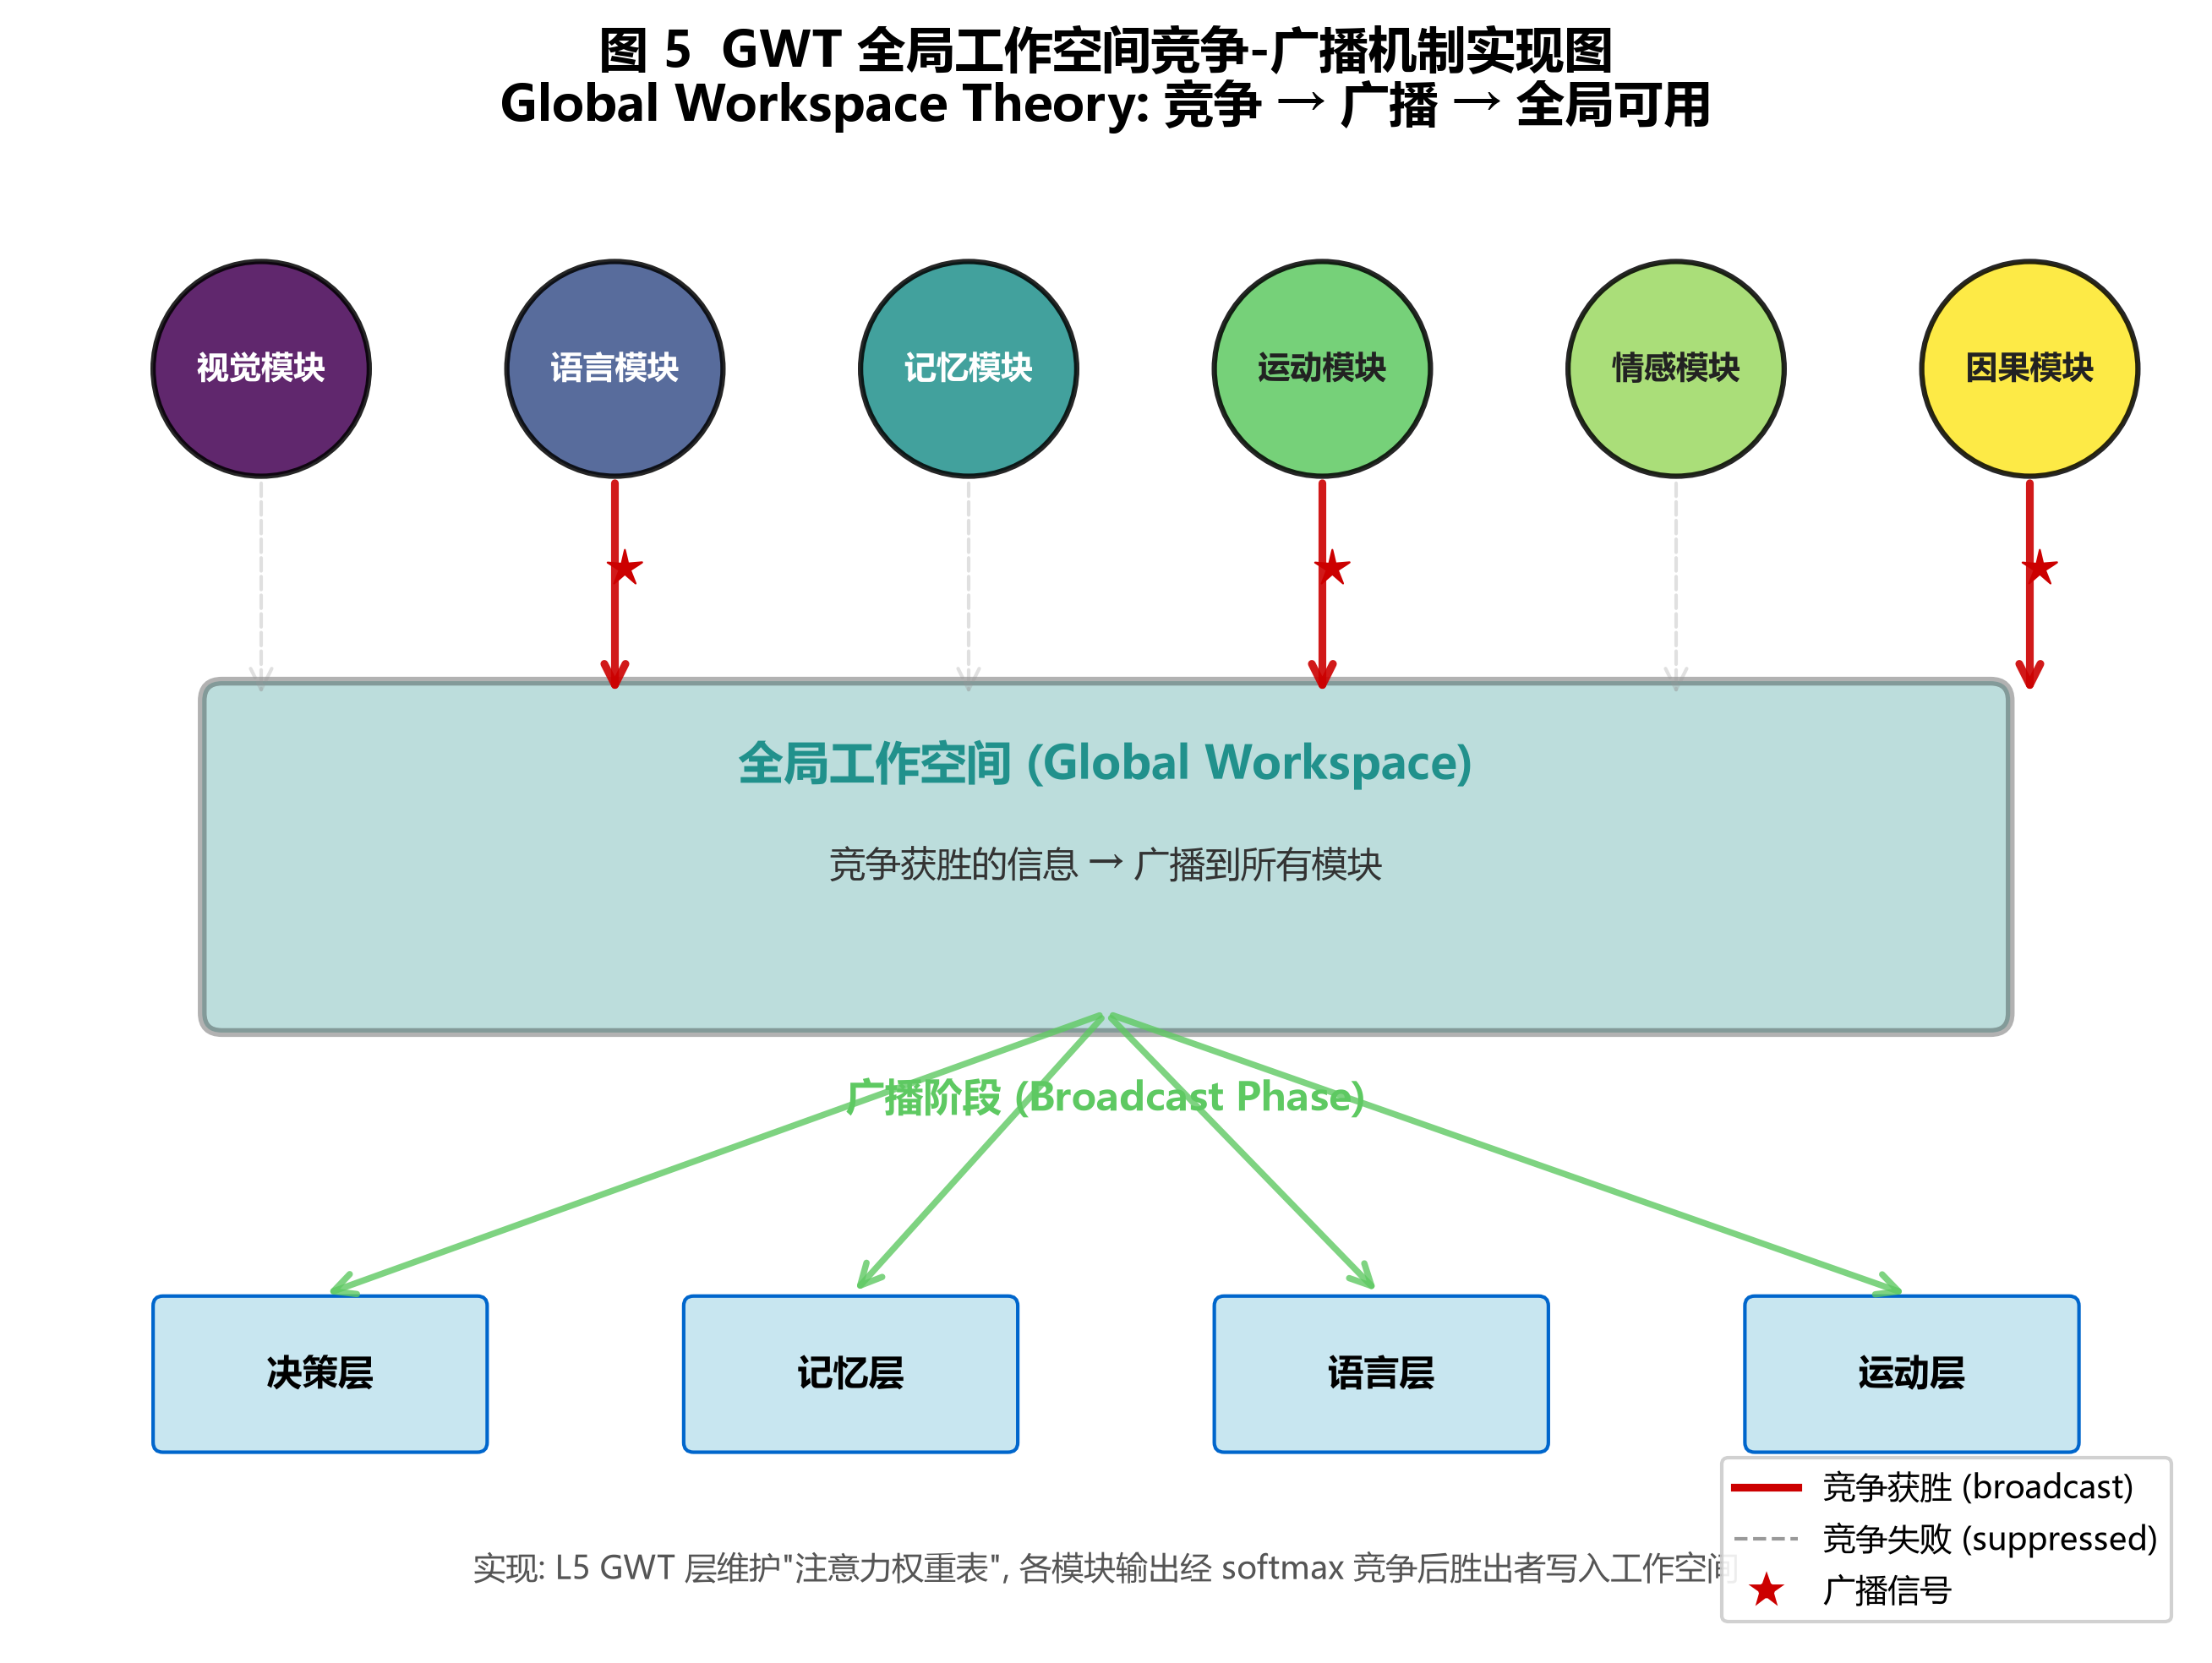 图 5  GWT 全局工作空间竞争-广播机制实现图
Global Workspace Theory: 竞争 → 广播 → 全局可用
视觉模块
语言模块
记忆模块
运动模块
情感模块
因果模块
全局工作空间 (Global Workspace)
竞争获胜的信息 → 广播到所有模块
广播阶段 (Broadcast Phase)
决策层
记忆层
语言层
运动层
竞争获胜 (broadcast)
竞争失败 (suppressed)
广播信号
实现: L5 GWT 层维护"注意力权重表", 各模块输出经 softmax 竞争后胜出者写入工作空间